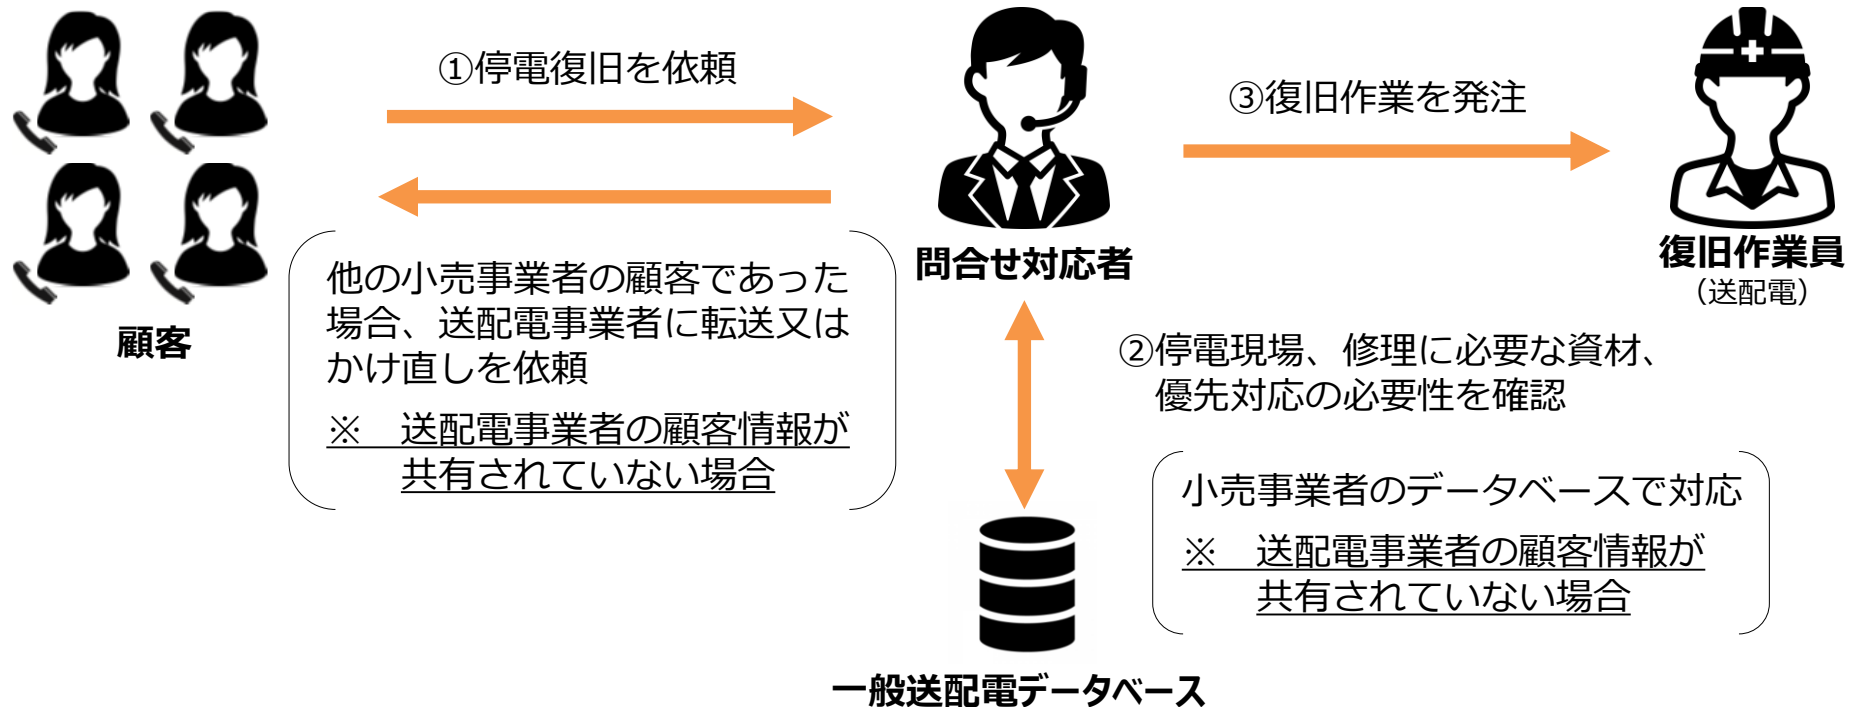 ①停電復旧を依頼
③復旧作業を発注
問合せ対応者
復旧作業員
（送配電）
顧客
他の小売事業者の顧客であった
場合、送配電事業者に転送又は
かけ直しを依頼
※　送配電事業者の顧客情報が
共有されていない場合
②停電現場、修理に必要な資材、
優先対応の必要性を確認
小売事業者のデータベースで対応
※　送配電事業者の顧客情報が
共有されていない場合
一般送配電データベース